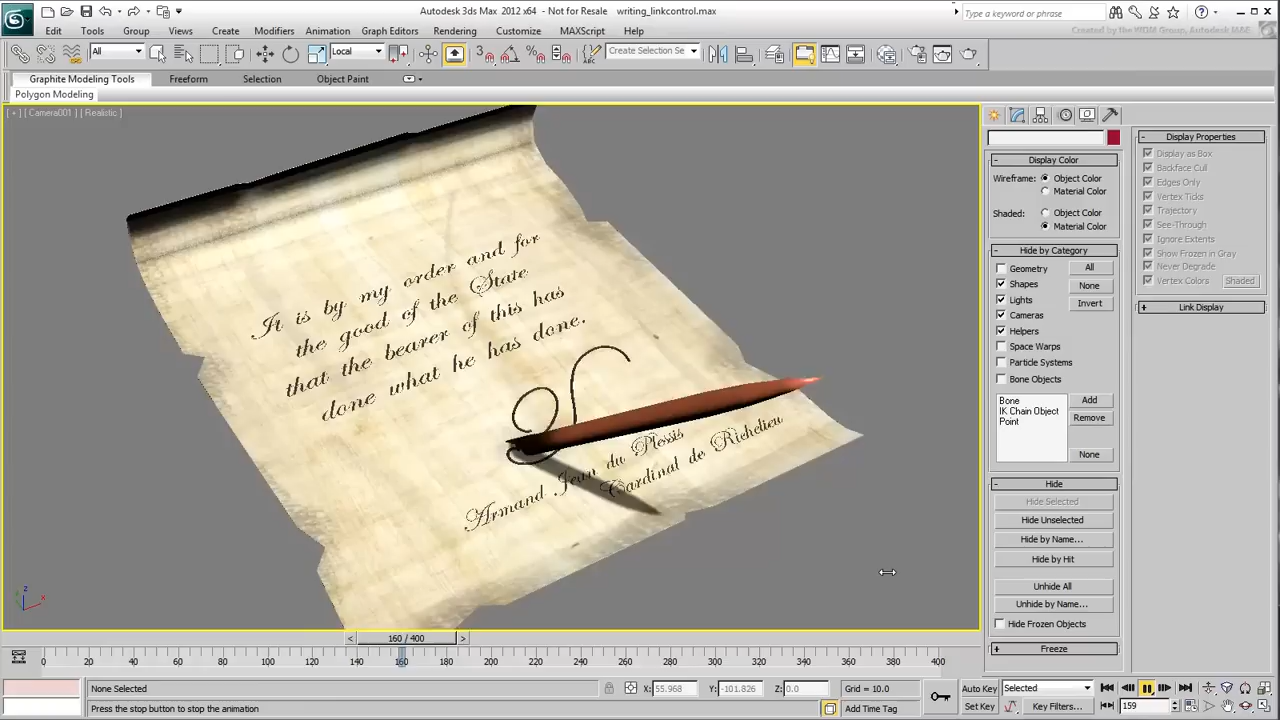 Autodesk 3ds Max 2012 x64 - Not for Resale writing_linkcontrol.max
Type a keyword or phrase
Edit Tools Group Views Create Modifiers Animation Graph Editors Rendering Customize MAXScript Help
Created by the WDM Group, Autodesk M&E.
All Local Create Selection Se
Graphite Modeling Tools Freeform Selection Object Paint
Polygon Modeling
[ + ] [ Camera001 ] [ Realistic ]
It is by my order and for
the good of the State
that the bearer of this has
done what he has done.
Armand Jean du Plessis
Cardinal de Richelieu
Display Color
Wireframe: Object Color
Material Color
Shaded: Object Color
Material Color
Hide by Category
Geometry All
Shapes None
Lights Invert
Cameras
Helpers
Space Warps
Particle Systems
Bone Objects
Bone Add
IK Chain Object Remove
Point
None
Hide
Hide Selected
Hide Unselected
Hide by Name...
Hide by Hit
Unhide All
Unhide by Name...
Hide Frozen Objects
Freeze
Display Properties
Display as Box
Backface Cull
Edges Only
Vertex Ticks
Trajectory
See-Through
Ignore Extents
Show Frozen in Gray
Never Degrade
Vertex Colors Shaded
Link Display
z
x
< 160 / 400 >
0 20 40 60 80 100 120 140 160 180 200 220 240 260 280 300 320 340 360 380 400
None Selected X: 55.968 Y: -101.826 Z: 0.0 Grid = 10.0 Auto Key Selected
Press the stop button to stop the animation Add Time Tag Set Key Key Filters... 159